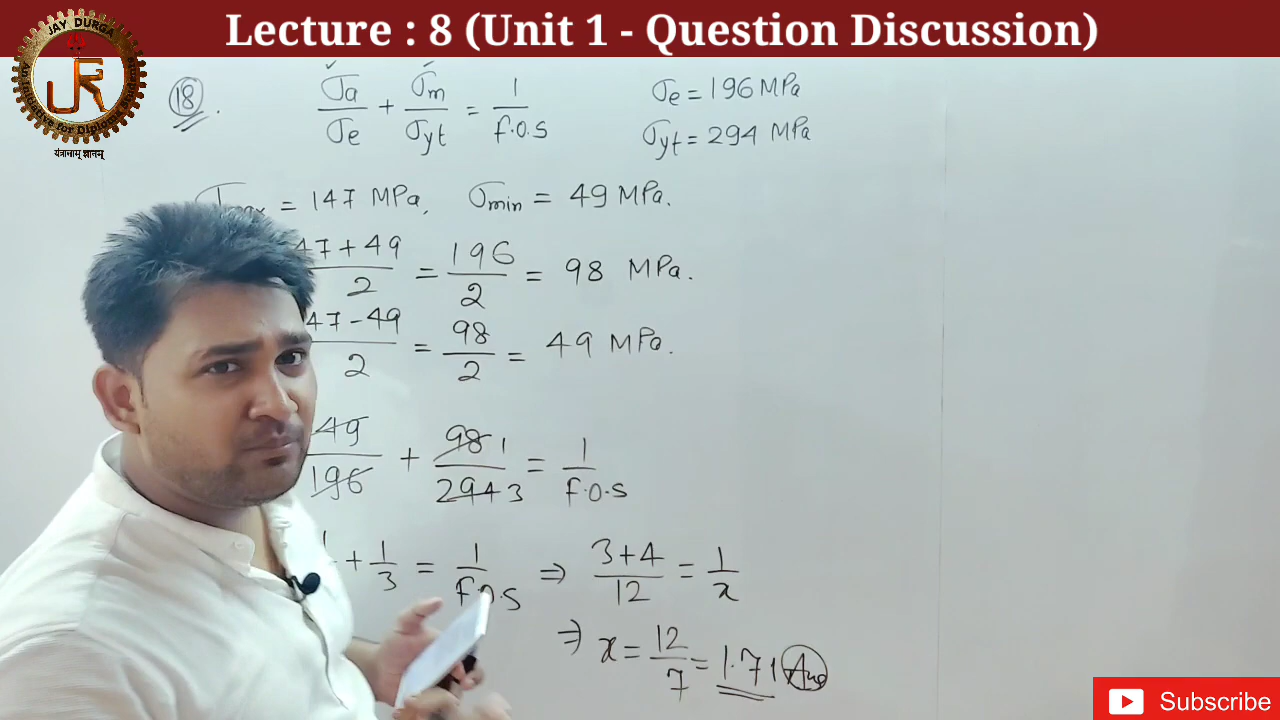 Lecture : 8 (Unit 1 - Question Discussion)
JAY DURGA
यंत्रानाम् ज्ञानम्
18. σa/σe + σm/σyt = 1/f.o.s
σe = 196 MPa
σyt = 294 MPa
= 147 MPa, σmin = 49 MPa.
47 + 49 / 2 = 196/2 = 98 MPa.
47 - 49 / 2 = 98/2 = 49 MPa.
49/196 + 98 1/294 3 = 1/f.o.s
+ 1/3 = 1/f.o.s ⇒ 3+4/12 = 1/x
⇒ x = 12/7 = 1.71 Ans
Subscribe